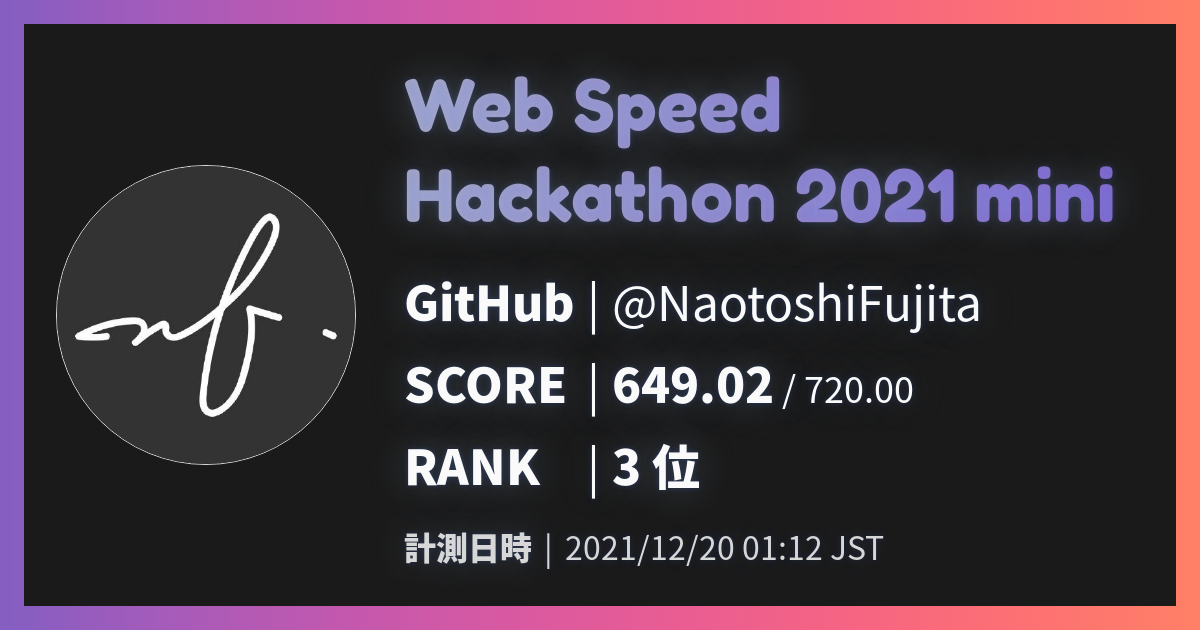 Web Speed
Hackathon 2021 mini
nf.
GitHub | @NaotoshiFujita
SCORE | 649.02 / 720.00
RANK | 3 位
計測日時 | 2021/12/20 01:12 JST